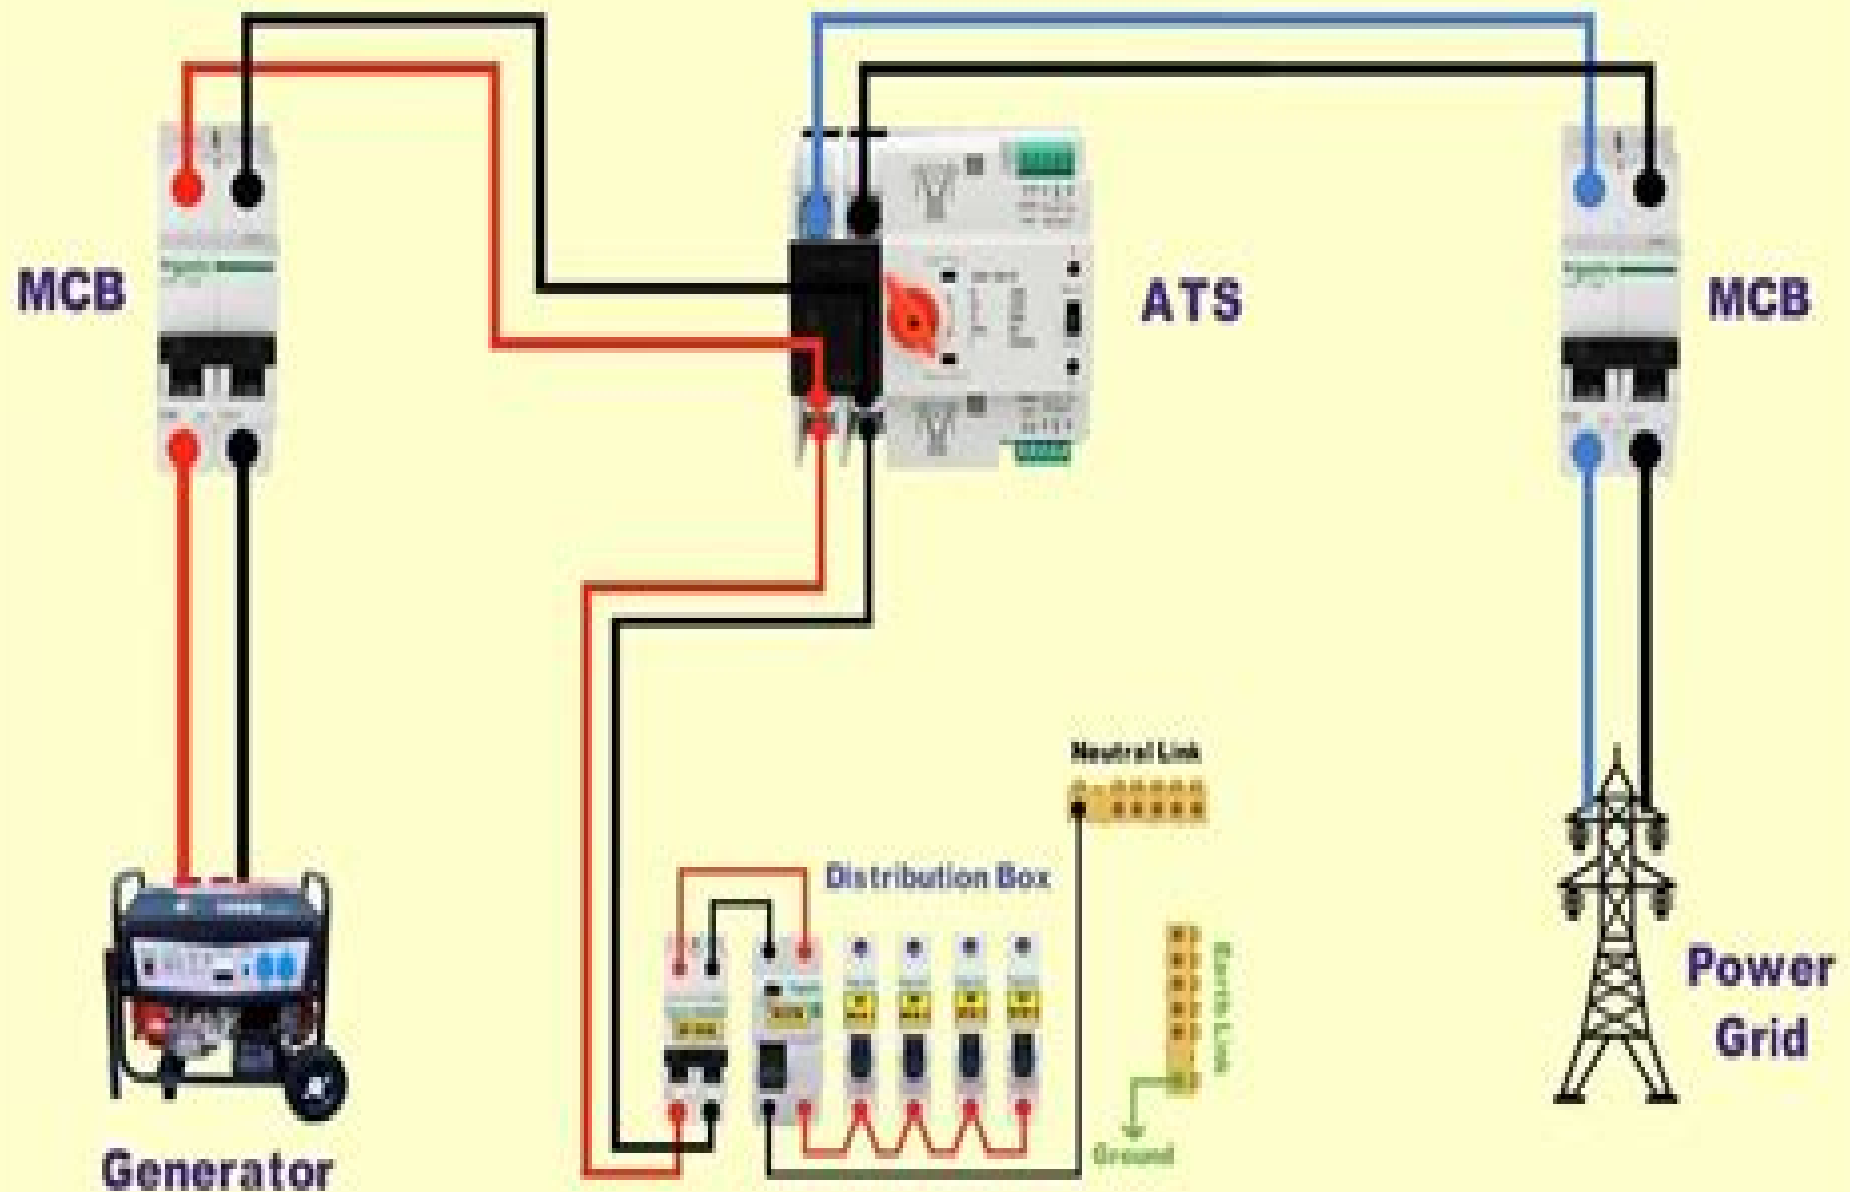 MCB
ATS
MCB
Neutral Link
Distribution Box
Earth Link
Power
Grid
Ground
Generator